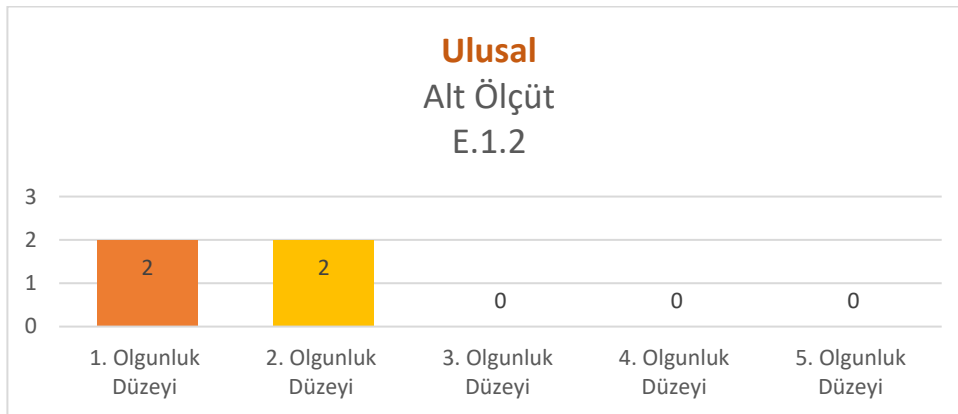 Ulusal
Alt Ölçüt
E.1.2
3
2
1
0
2
2
0
0
0
1. Olgunluk
Düzeyi
2. Olgunluk
Düzeyi
3. Olgunluk
Düzeyi
4. Olgunluk
Düzeyi
5. Olgunluk
Düzeyi